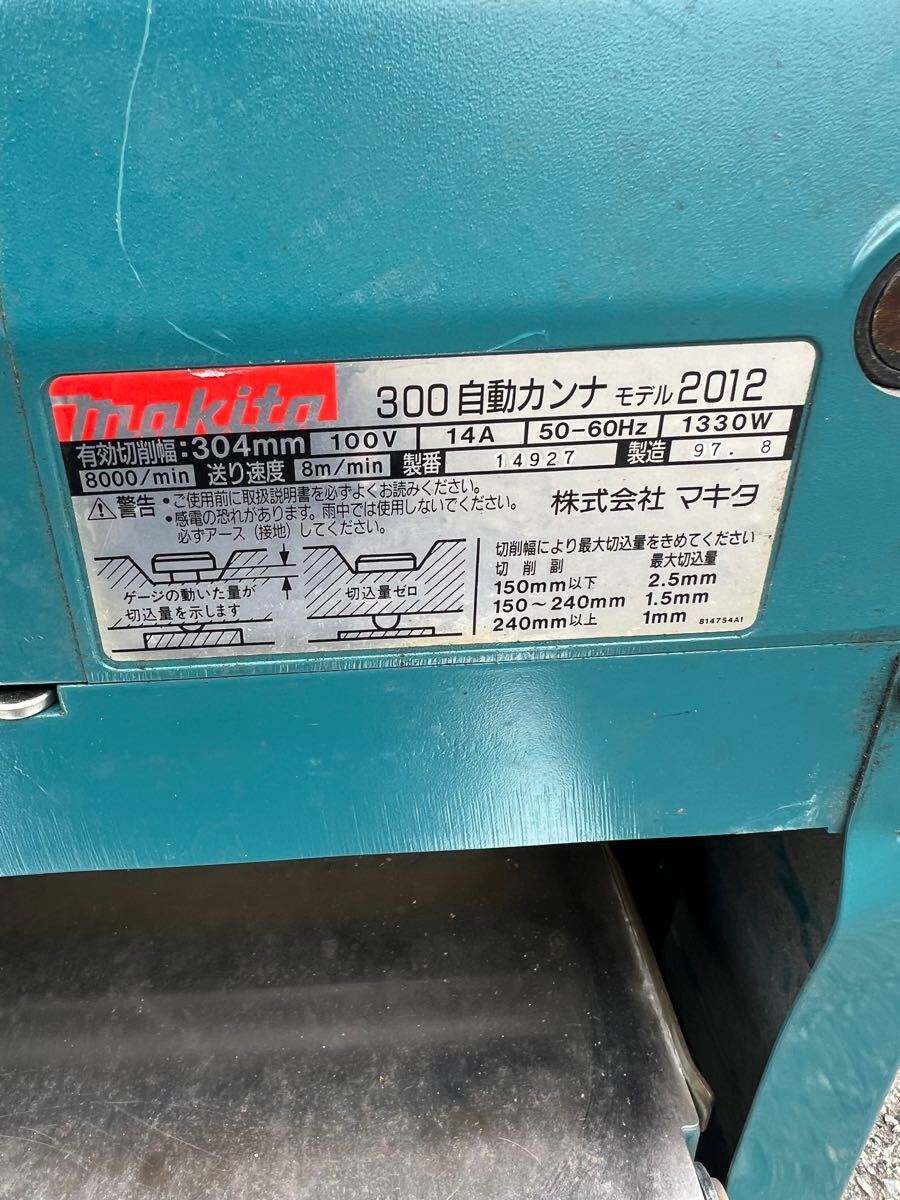 makita 300 自動カンナ モデル 2012
有効切削幅:304mm 100V 14A 50-60Hz 1330W
8000/min 送り速度 8m/min 製番 14927 製造 97. 8
⚠警告 •ご使用前に取扱説明書を必ずよくお読みください。
•感電の恐れがあります。雨中では使用しないでください。
必ずアース(接地)してください。
株式会社 マキタ
ゲージの動いた量が
切込量を示します
切込量ゼロ
切削幅により最大切込量をきめてください
切削副 最大切込量
150mm以下 2.5mm
150~240mm 1.5mm
240mm以上 1mm
814754A1